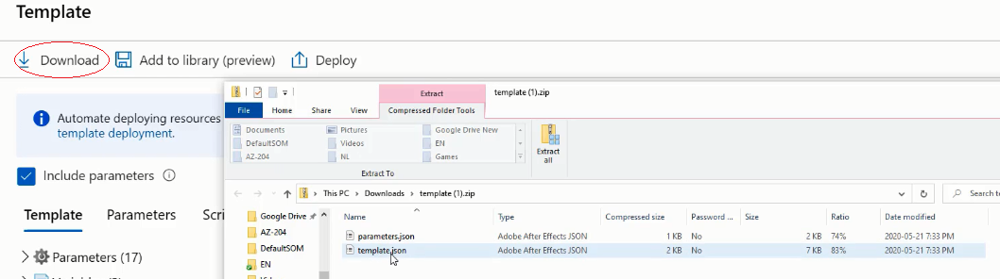 Template
Download Add to library (preview) Deploy
Extract template (1).zip
File Home Share View Compressed Folder Tools
Automate deploying resources
template deployment.
Documents Pictures Google Drive New
DefaultSOM Videos EN
AZ-204 NL Games
Extract all
Extract To
Include parameters
This PC > Downloads > template (1).zip
Search te
Template Parameters Scri
Name Type Compressed size Password ... Size Ratio Date modified
Google Drive
AZ-204
DefaultSOM
EN
parameters.json Adobe After Effects JSON 1 KB No 2 KB 74% 2020-05-21 7:33 PM
template.json Adobe After Effects JSON 2 KB No 7 KB 83% 2020-05-21 7:33 PM
Parameters (17)